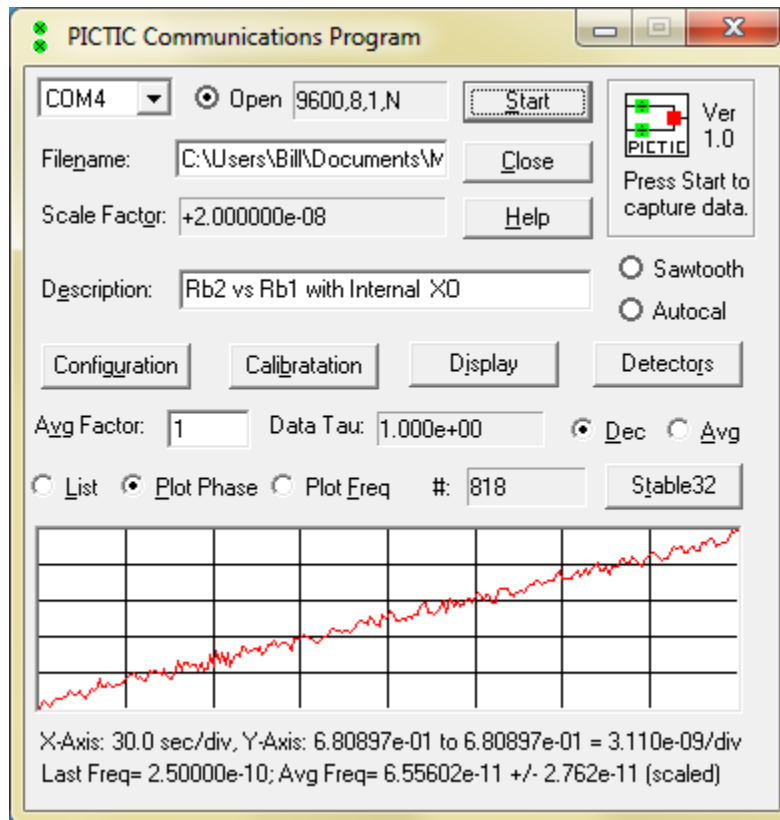 PICTIC Communications Program
COM4 Open 9600,8,1,N Start
PICTIC
Ver
1.0
Press Start to
capture data.
Filename: C:\Users\Bill\Documents\M Close
Scale Factor: +2.000000e-08 Help
Description: Rb2 vs Rb1 with Internal XO
Sawtooth
Autocal
Configuration Calibratation Display Detectors
Avg Factor: 1 Data Tau: 1.000e+00 Dec Avg
List Plot Phase Plot Freq #: 818 Stable32
X-Axis: 30.0 sec/div, Y-Axis: 6.80897e-01 to 6.80897e-01 = 3.110e-09/div
Last Freq= 2.50000e-10; Avg Freq= 6.55602e-11 +/- 2.762e-11 (scaled)